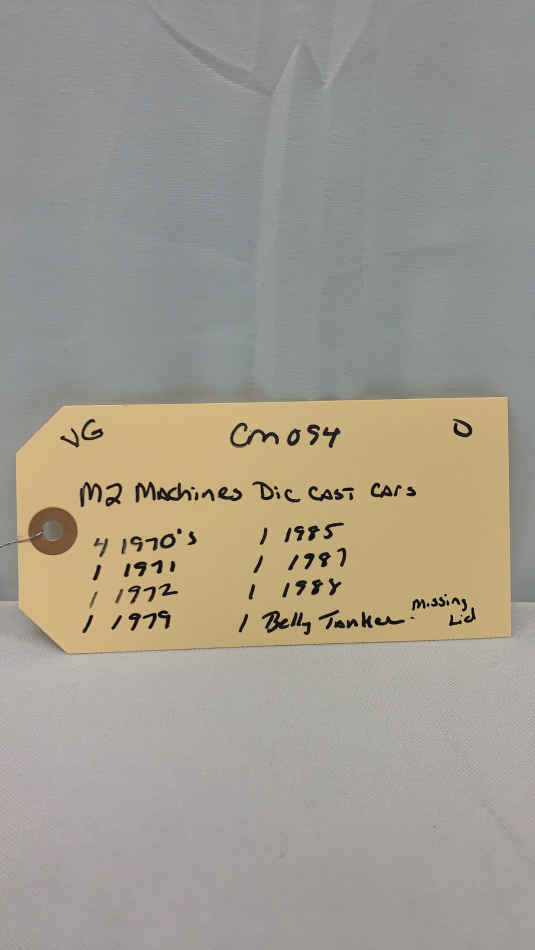 VG CM094 O
M2 Machines Die Cast Cars
4 1970's 1 1985
1 1971 1 1987
1 1972 1 1988
1 1979 1 Belly Tanker. Missing Lid